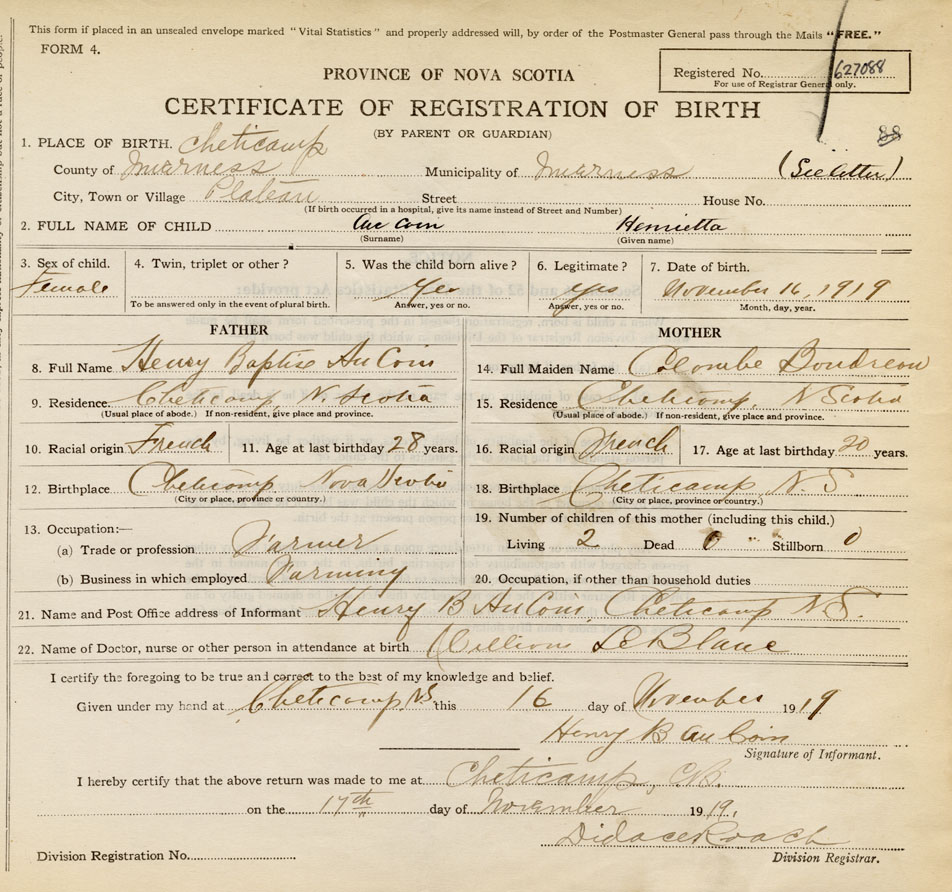 This form if placed in an unsealed envelope marked "Vital Statistics" and properly addressed will, by order of the Postmaster General pass through the Mails "FREE."
FORM 4.
PROVINCE OF NOVA SCOTIA
Registered No. 627088
For use of Registrar General only.
CERTIFICATE OF REGISTRATION OF BIRTH
(BY PARENT OR GUARDIAN)
88
1. PLACE OF BIRTH. Cheticamp
County of Inverness Municipality of Inverness (See letter)
City, Town or Village Plateau Street House No.
(If birth occurred in a hospital, give its name instead of Street and Number)
2. FULL NAME OF CHILD Au Coin Henrietta
(Surname) (Given name)
3. Sex of child. 4. Twin, triplet or other? 5. Was the child born alive? 6. Legitimate? 7. Date of birth.
Female Yes yes November 16, 1919
To be answered only in the event of plural birth. Answer, yes or no. Answer, yes or no. Month, day, year.
FATHER MOTHER
8. Full Name Henry Baptist AuCoin 14. Full Maiden Name Colombe Boudreau
9. Residence. Cheticamp N. Scotia 15. Residence Cheticamp, N Scotia
(Usual place of abode.) If non-resident, give place and province. (Usual place of abode.) If non-resident, give place and province.
10. Racial origin French 11. Age at last birthday 28 years. 16. Racial origin French 17. Age at last birthday 20 years.
12. Birthplace Cheticamp Nova Scotia 18. Birthplace Cheticamp N. S
(City or place, province or country.) (City or place, province or country.)
13. Occupation:— 19. Number of children of this mother (including this child.)
(a) Trade or profession Farmer Living 2 Dead 0 Stillborn 0
(b) Business in which employed Farming 20. Occupation, if other than household duties
21. Name and Post Office address of Informant Henry B AuCoin Cheticamp N.S.
22. Name of Doctor, nurse or other person in attendance at birth William LeBlanc
I certify the foregoing to be true and correct to the best of my knowledge and belief.
Given under my hand at Cheticamp, N.S. this 16 day of November 1919
Henry B Au Coin
Signature of Informant.
I hereby certify that the above return was made to me at Cheticamp, C.B.
on the 17th day of November 1919.
Didace Roach
Division Registration No. Division Registrar.